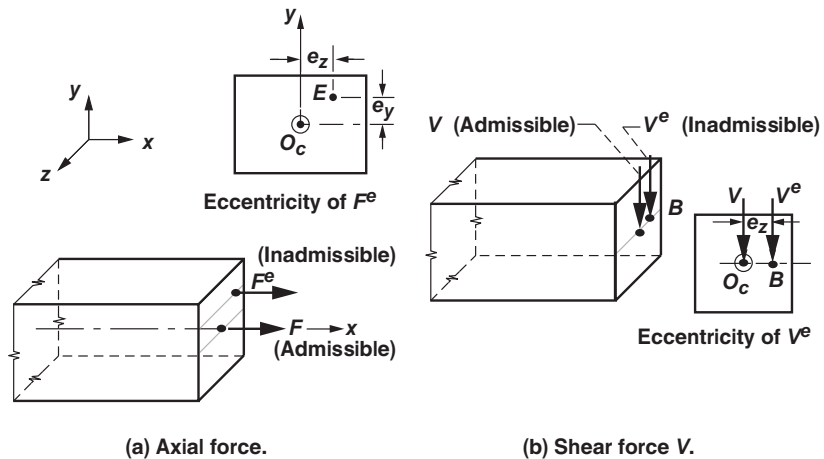 y
e_z
E
e_y
O_c
Eccentricity of F^e
y
x
z
(Inadmissible)
F^e
F
x
(Admissible)
(a) Axial force.
V (Admissible)
V^e (Inadmissible)
B
V
V^e
e_z
O_c
B
Eccentricity of V^e
(b) Shear force V.